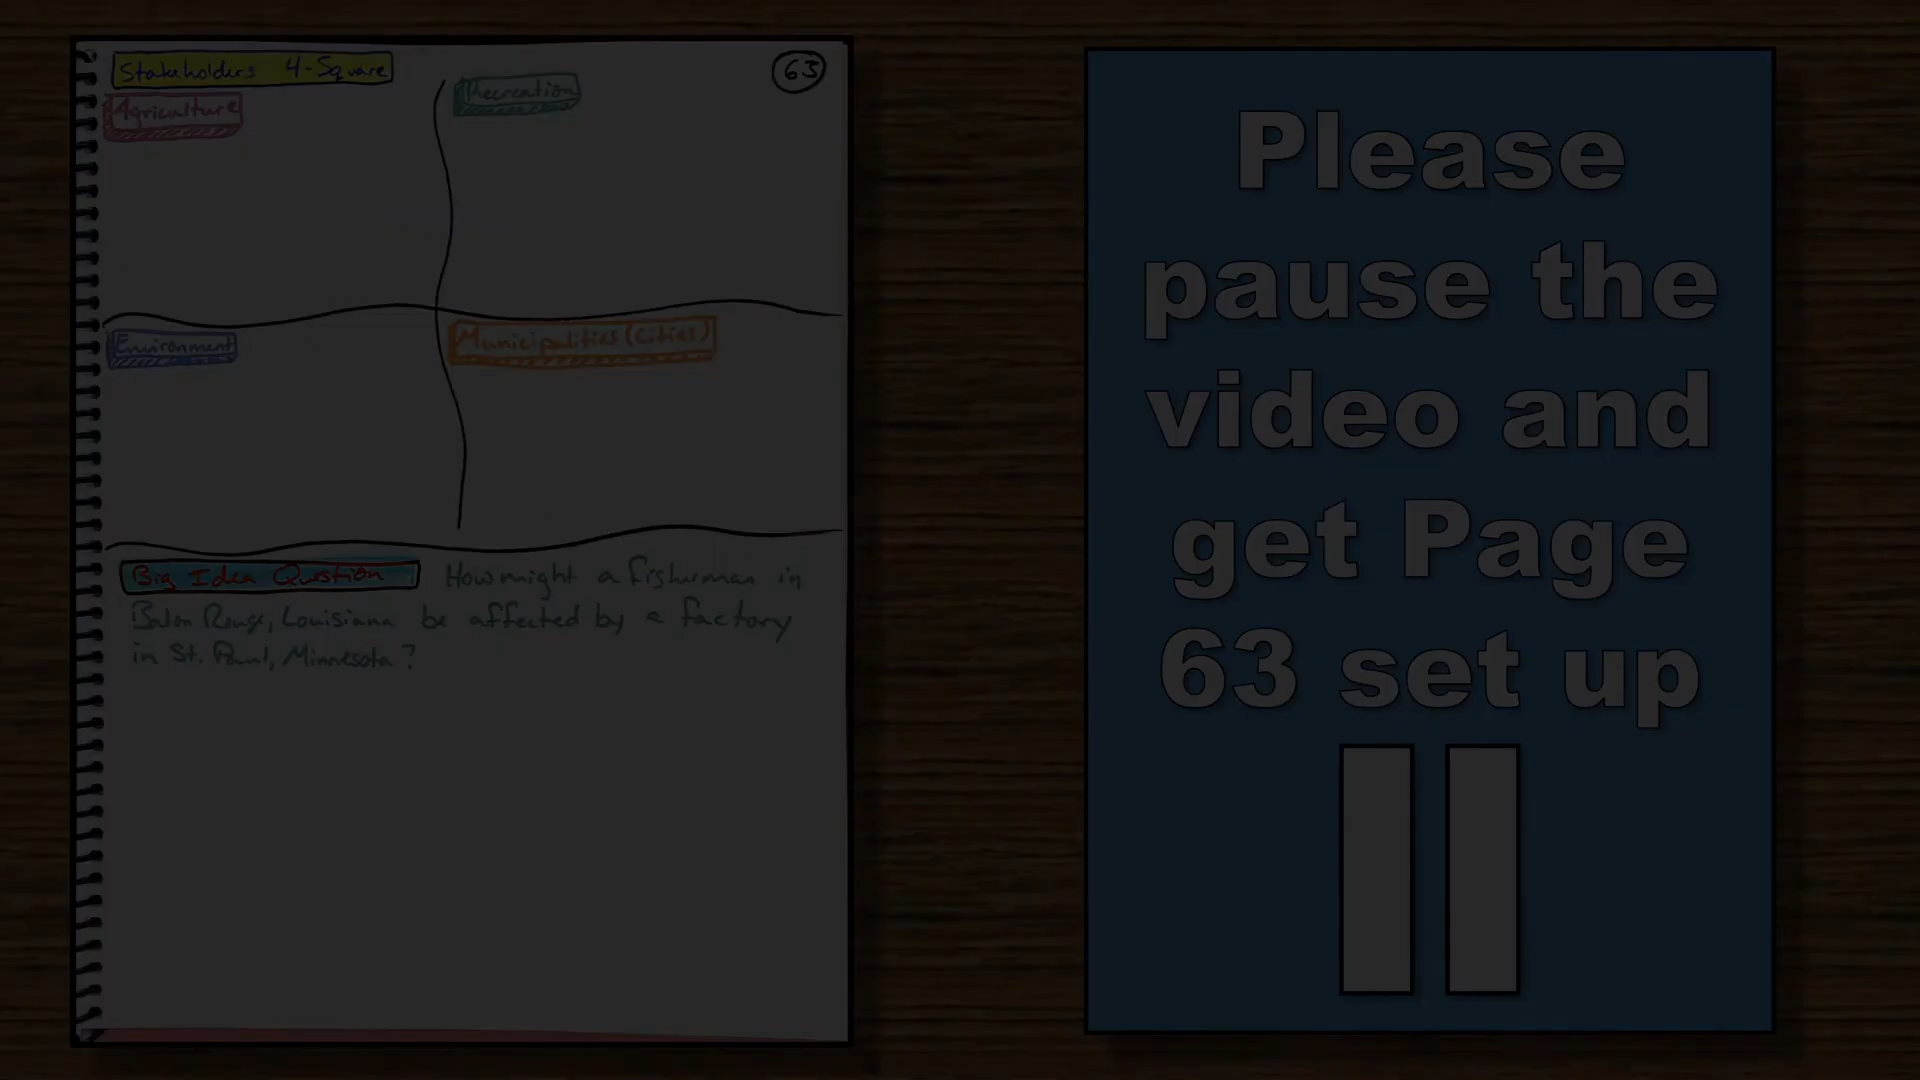 Stakeholders 4-Square
63
Agriculture
Recreation
Environment
Municipalities (Cities)
Big Idea Question
How might a fisherman in
Baton Rouge, Louisiana be affected by a factory
in St. Paul, Minnesota?
Please
pause the
video and
get Page
63 set up